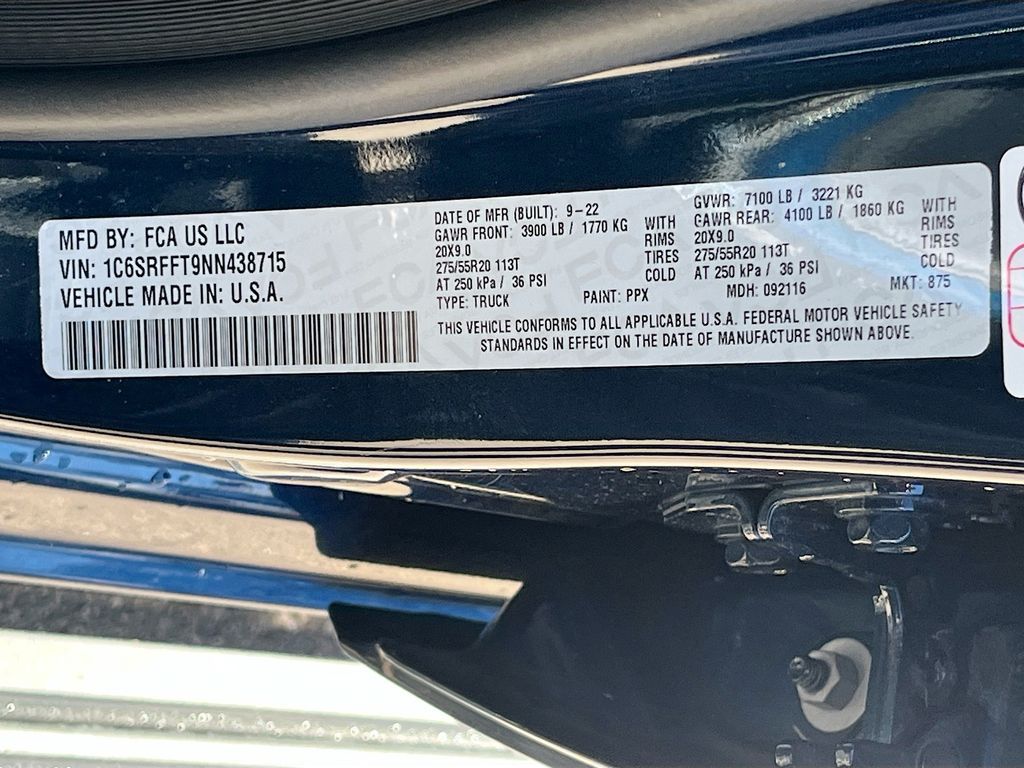 MFD BY: FCA US LLC
VIN: 1C6SRFFT9NN438715
VEHICLE MADE IN: U.S.A.
DATE OF MFR (BUILT): 9-22
GAWR FRONT: 3900 LB / 1770 KG WITH
20X9.0 RIMS
275/55R20 113T TIRES
AT 250 kPa / 36 PSI COLD
GVWR: 7100 LB / 3221 KG
GAWR REAR: 4100 LB / 1860 KG WITH
20X9.0 RIMS
275/55R20 113T TIRES
AT 250 kPa / 36 PSI COLD
TYPE: TRUCK PAINT: PPX MDH: 092116 MKT: 875
THIS VEHICLE CONFORMS TO ALL APPLICABLE U.S.A. FEDERAL MOTOR VEHICLE SAFETY
STANDARDS IN EFFECT ON THE DATE OF MANUFACTURE SHOWN ABOVE.